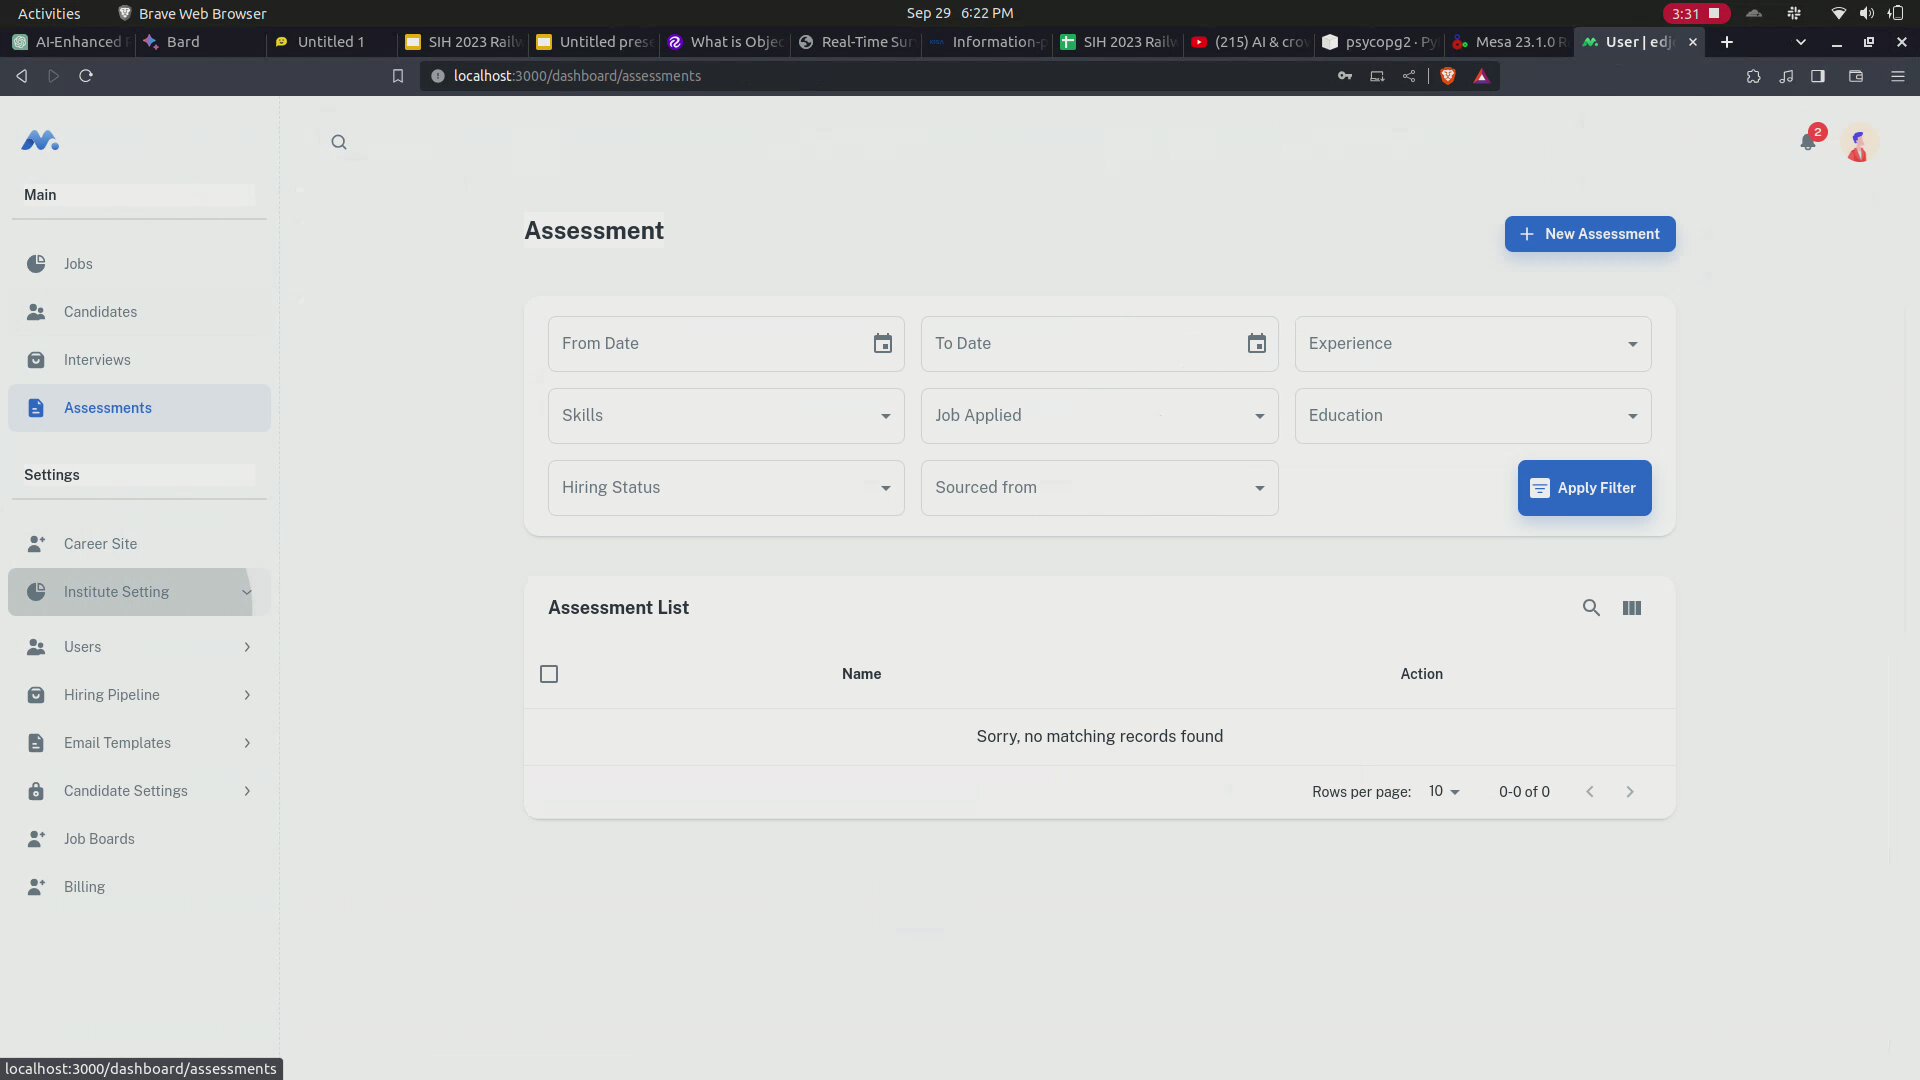 Activities
Brave Web Browser
Sep 29 6:22 PM
3:31
AI-Enhanced
Bard
Untitled 1
SIH 2023 Railw
Untitled prese
What is Objec
Real-Time Sur
Information-p
SIH 2023 Railw
(215) AI & crow
psycopg2 · Py
Mesa 23.1.0 R
User | edjo
localhost:3000/dashboard/assessments
2
Main
Jobs
Candidates
Interviews
Assessments
Settings
Career Site
Institute Setting
Users
Hiring Pipeline
Email Templates
Candidate Settings
Job Boards
Billing
Assessment
New Assessment
From Date
To Date
Experience
Skills
Job Applied
Education
Hiring Status
Sourced from
Apply Filter
Assessment List
Name
Action
Sorry, no matching records found
Rows per page: 10 0-0 of 0
localhost:3000/dashboard/assessments